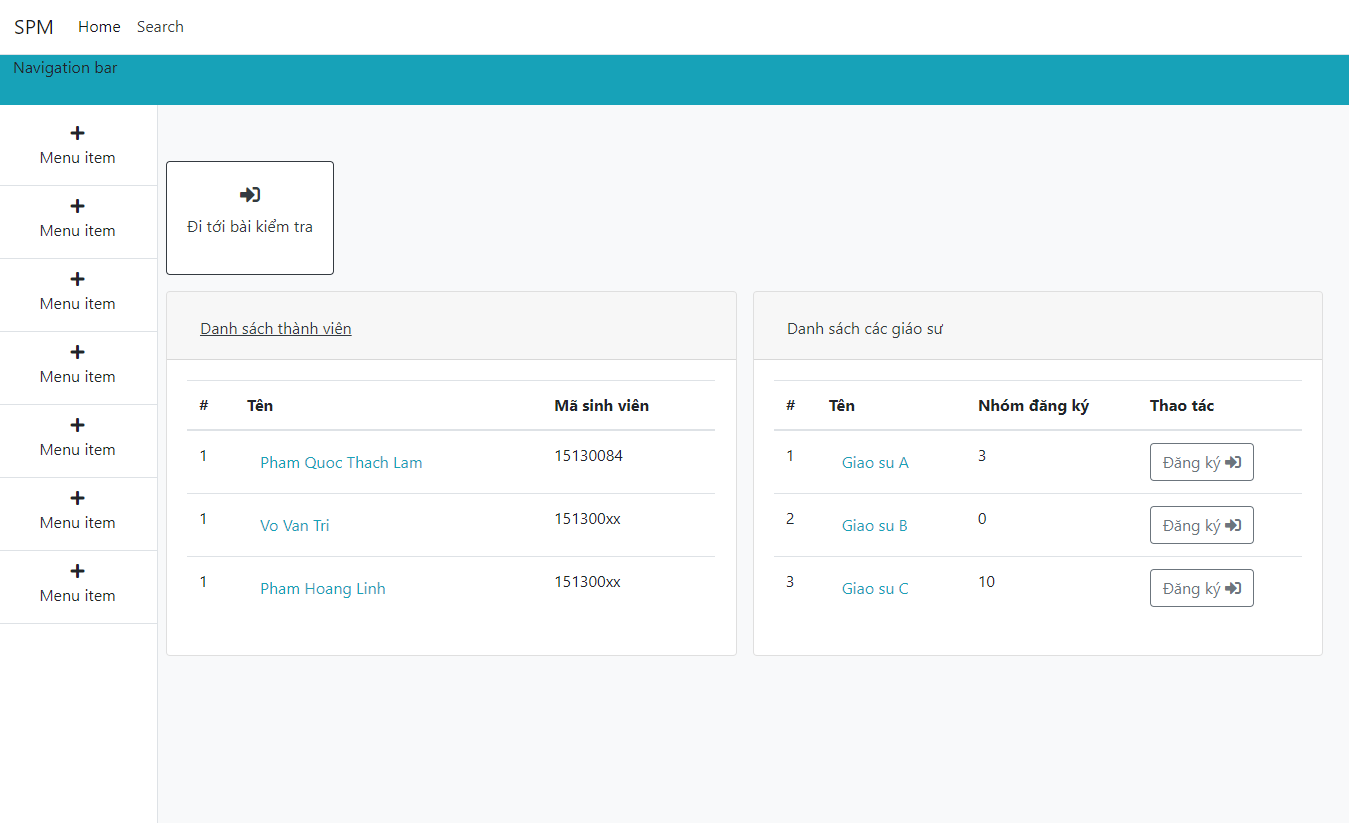 SPM Home Search
Navigation bar
Menu item
Menu item
Menu item
Menu item
Menu item
Menu item
Menu item
Đi tới bài kiểm tra
Danh sách thành viên
# Tên Mã sinh viên
1 Pham Quoc Thach Lam 15130084
1 Vo Van Tri 151300xx
1 Pham Hoang Linh 151300xx
Danh sách các giáo sư
# Tên Nhóm đăng ký Thao tác
1 Giao su A 3 Đăng ký
2 Giao su B 0 Đăng ký
3 Giao su C 10 Đăng ký